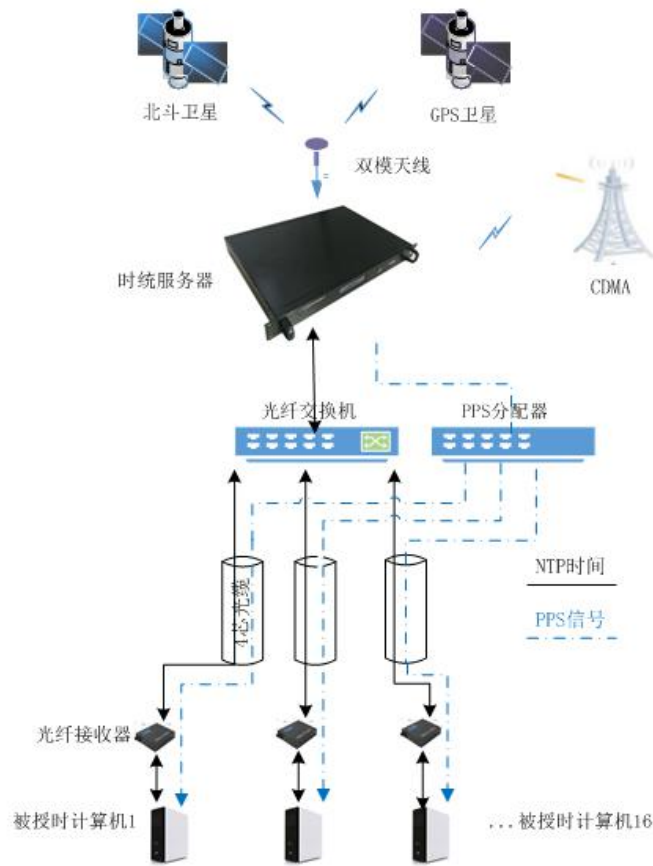 北斗卫星
GPS卫星
双模天线
时统服务器
CDMA
光纤交换机
PPS分配器
4芯光缆
NTP时间
PPS信号
光纤接收器
被授时计算机1
...被授时计算机16